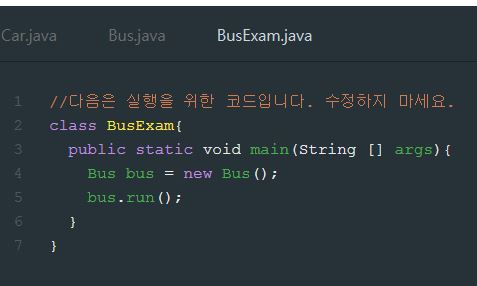 Car.java Bus.java BusExam.java
1 //다음은 실행을 위한 코드입니다. 수정하지 마세요.
2 class BusExam{
3 public static void main(String [] args){
4 Bus bus = new Bus();
5 bus.run();
6 }
7 }